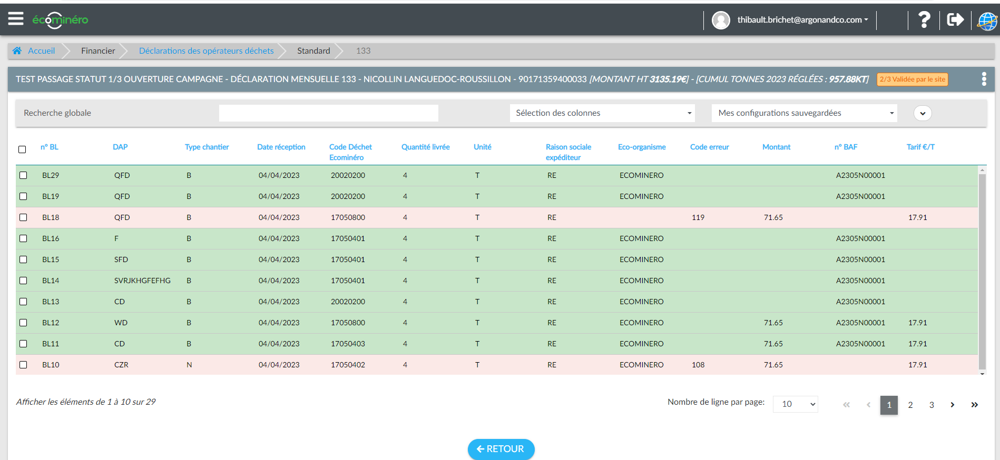 écominéro
thibault.brichet@argonandco.com
?
Accueil Financier Déclarations des opérateurs déchets Standard 133
TEST PASSAGE STATUT 1/3 OUVERTURE CAMPAGNE - DÉCLARATION MENSUELLE 133 - NICOLLIN LANGUEDOC-ROUSSILLON - 90171359400033 [MONTANT HT 3135.19€] - [CUMUL TONNES 2023 RÉGLÉES : 957.88KT] 2/3 Validée par le site
Recherche globale Sélection des colonnes Mes configurations sauvegardées
n° BL DAP Type chantier Date réception Code Déchet Ecominéro Quantité livrée Unité Raison sociale expéditeur Eco-organisme Code erreur Montant n° BAF Tarif €/T
BL29 QFD B 04/04/2023 20020200 4 T RE ECOMINERO A2305N00001
BL19 QFD B 04/04/2023 20020200 4 T RE ECOMINERO A2305N00001
BL18 QFD B 04/04/2023 17050800 4 T RE 119 71.65 17.91
BL16 F B 04/04/2023 17050401 4 T RE ECOMINERO A2305N00001
BL15 SFD B 04/04/2023 17050401 4 T RE ECOMINERO A2305N00001
BL14 SVRJKHGFEFHG B 04/04/2023 17050401 4 T RE ECOMINERO A2305N00001
BL13 CD B 04/04/2023 20020200 4 T RE ECOMINERO A2305N00001
BL12 WD B 04/04/2023 17050800 4 T RE ECOMINERO 71.65 A2305N00001 17.91
BL11 CD B 04/04/2023 17050403 4 T RE ECOMINERO 71.65 A2305N00001 17.91
BL10 CZR N 04/04/2023 17050402 4 T RE ECOMINERO 108 71.65 17.91
Afficher les éléments de 1 à 10 sur 29 Nombre de ligne par page: 10 « ‹ 1 2 3 › »
← RETOUR